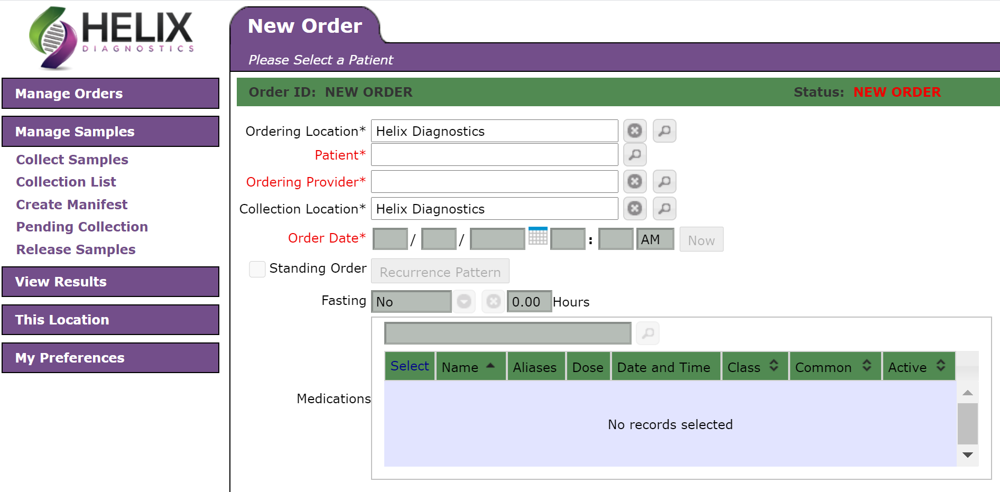 HELIX
DIAGNOSTICS
Manage Orders
Manage Samples
Collect Samples
Collection List
Create Manifest
Pending Collection
Release Samples
View Results
This Location
My Preferences
New Order
Please Select a Patient
Order ID: NEW ORDER Status: NEW ORDER
Ordering Location* Helix Diagnostics
Patient*
Ordering Provider*
Collection Location* Helix Diagnostics
Order Date* / / : AM Now
Standing Order Recurrence Pattern
Fasting No 0.00 Hours
Select Name Aliases Dose Date and Time Class Common Active
Medications
No records selected